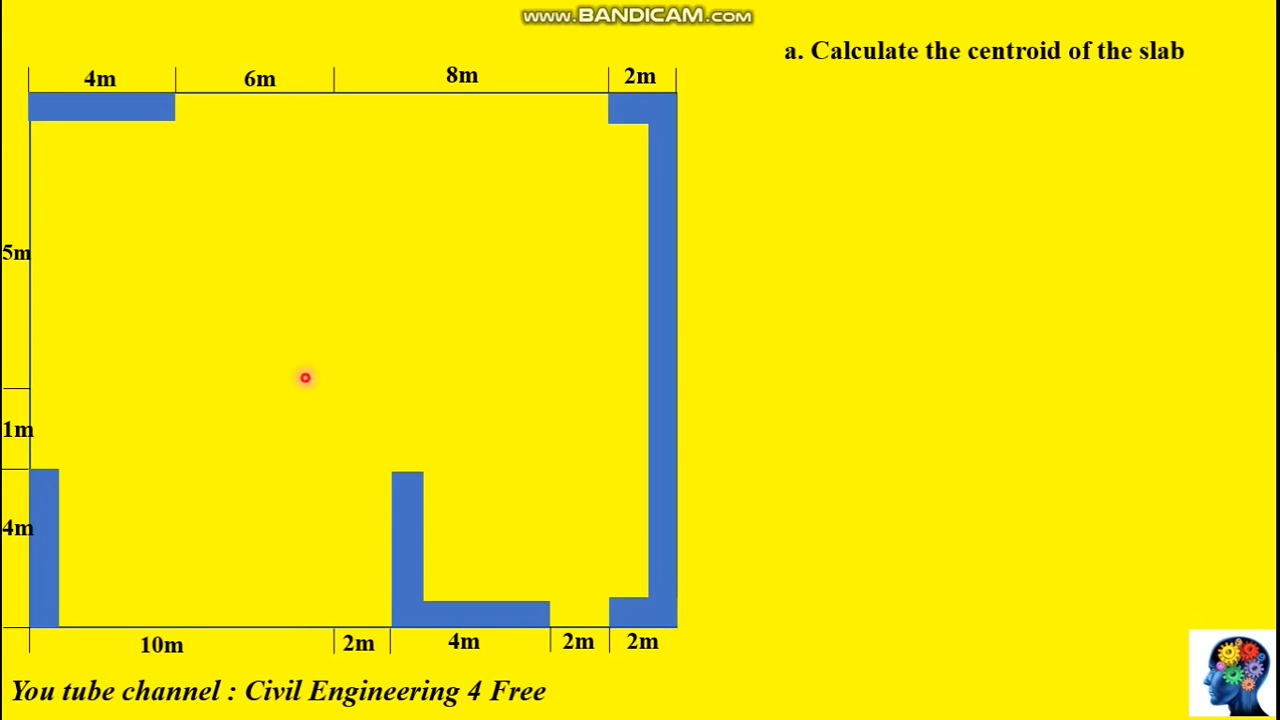 www.BANDICAM.com
a. Calculate the centroid of the slab
4m
6m
8m
2m
5m
1m
4m
10m
2m
4m
2m
2m
You tube channel : Civil Engineering 4 Free